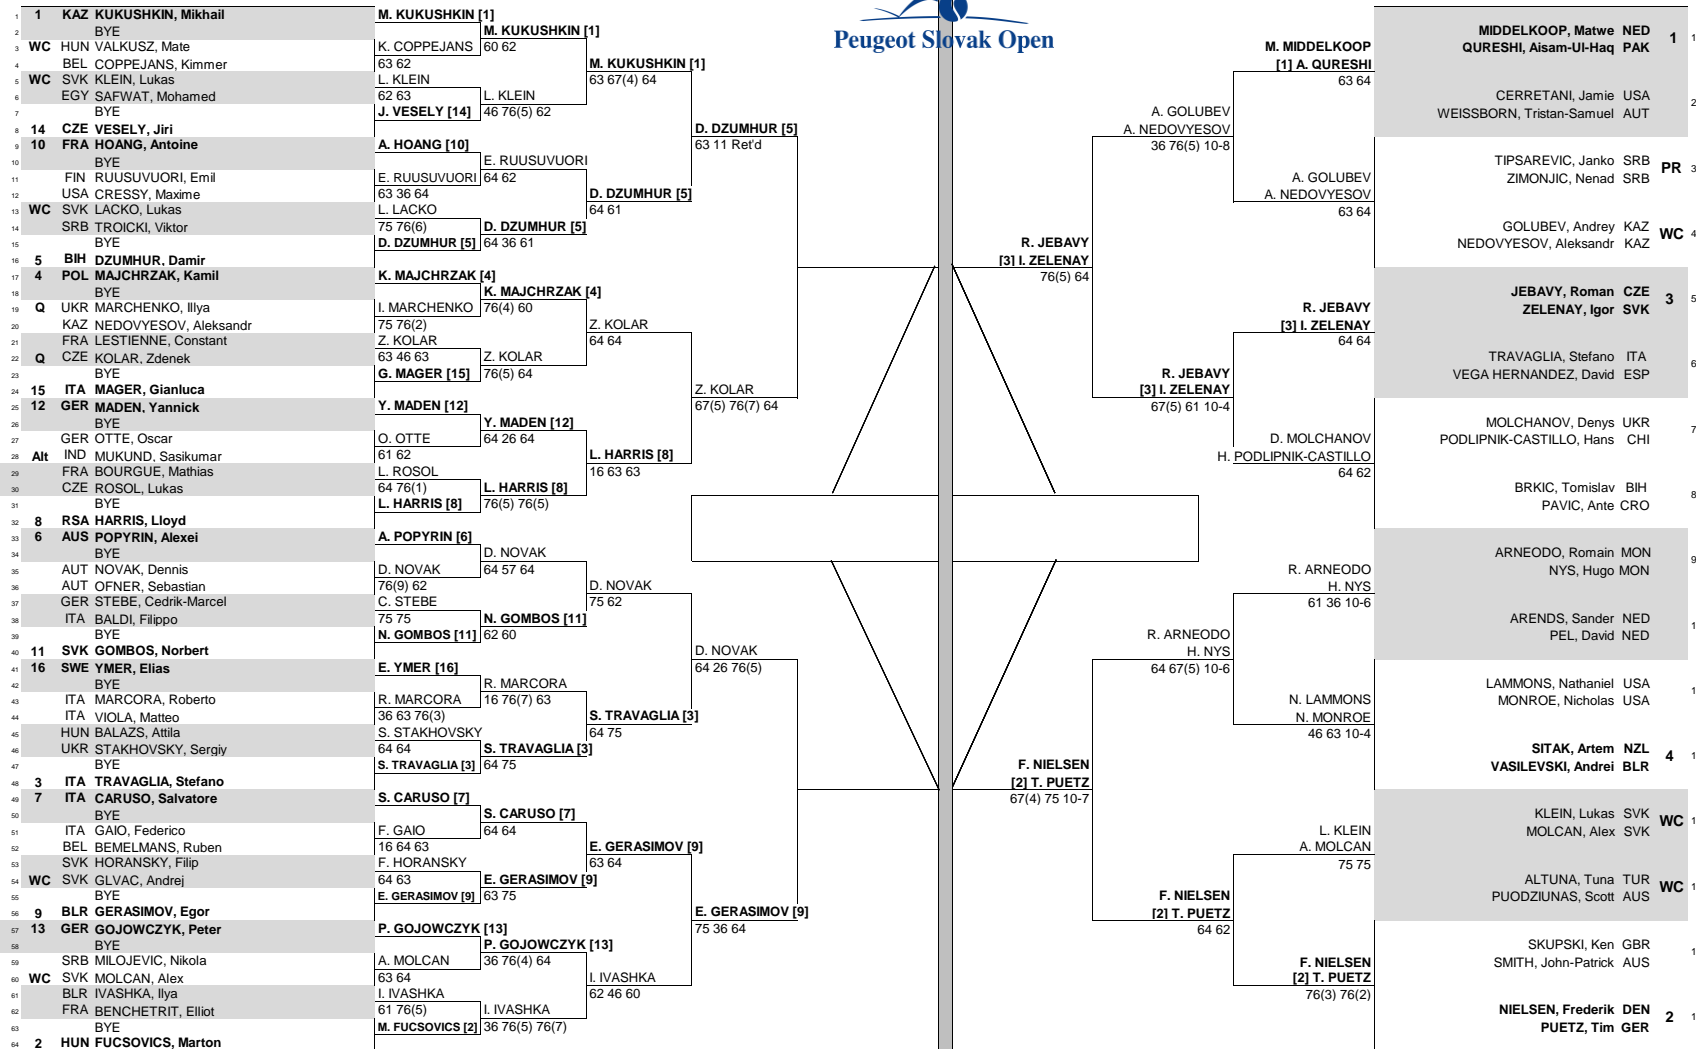 Peugeot Slovak Open
1 1 KAZ KUKUSHKIN, Mikhail
2 BYE
3 WC HUN VALKUSZ, Mate
4 BEL COPPEJANS, Kimmer
5 WC SVK KLEIN, Lukas
6 EGY SAFWAT, Mohamed
7 BYE
8 14 CZE VESELY, Jiri
9 10 FRA HOANG, Antoine
10 BYE
11 FIN RUUSUVUORI, Emil
12 USA CRESSY, Maxime
13 WC SVK LACKO, Lukas
14 SRB TROICKI, Viktor
15 BYE
16 5 BIH DZUMHUR, Damir
17 4 POL MAJCHRZAK, Kamil
18 BYE
19 Q UKR MARCHENKO, Illya
20 KAZ NEDOVYESOV, Aleksandr
21 FRA LESTIENNE, Constant
22 Q CZE KOLAR, Zdenek
23 BYE
24 15 ITA MAGER, Gianluca
25 12 GER MADEN, Yannick
26 BYE
27 GER OTTE, Oscar
28 Alt IND MUKUND, Sasikumar
29 FRA BOURGUE, Mathias
30 CZE ROSOL, Lukas
31 BYE
32 8 RSA HARRIS, Lloyd
33 6 AUS POPYRIN, Alexei
34 BYE
35 AUT NOVAK, Dennis
36 AUT OFNER, Sebastian
37 GER STEBE, Cedrik-Marcel
38 ITA BALDI, Filippo
39 BYE
40 11 SVK GOMBOS, Norbert
41 16 SWE YMER, Elias
42 BYE
43 ITA MARCORA, Roberto
44 ITA VIOLA, Matteo
45 HUN BALAZS, Attila
46 UKR STAKHOVSKY, Sergiy
47 BYE
48 3 ITA TRAVAGLIA, Stefano
49 7 ITA CARUSO, Salvatore
50 BYE
51 ITA GAIO, Federico
52 BEL BEMELMANS, Ruben
53 SVK HORANSKY, Filip
54 WC SVK GLVAC, Andrej
55 BYE
56 9 BLR GERASIMOV, Egor
57 13 GER GOJOWCZYK, Peter
58 BYE
59 SRB MILOJEVIC, Nikola
60 WC SVK MOLCAN, Alex
61 BLR IVASHKA, Ilya
62 FRA BENCHETRIT, Elliot
63 BYE
64 2 HUN FUCSOVICS, Marton
M. KUKUSHKIN [1]
K. COPPEJANS
63 62
L. KLEIN
62 63
J. VESELY [14]
A. HOANG [10]
E. RUUSUVUORI
63 36 64
L. LACKO
75 76(6)
D. DZUMHUR [5]
K. MAJCHRZAK [4]
I. MARCHENKO
75 76(2)
Z. KOLAR
63 46 63
G. MAGER [15]
Y. MADEN [12]
O. OTTE
61 62
L. ROSOL
64 76(1)
L. HARRIS [8]
A. POPYRIN [6]
D. NOVAK
76(9) 62
C. STEBE
75 75
N. GOMBOS [11]
E. YMER [16]
R. MARCORA
36 63 76(3)
S. STAKHOVSKY
64 64
S. TRAVAGLIA [3]
S. CARUSO [7]
F. GAIO
16 64 63
F. HORANSKY
64 63
E. GERASIMOV [9]
P. GOJOWCZYK [13]
A. MOLCAN
63 64
I. IVASHKA
61 76(5)
M. FUCSOVICS [2]
M. KUKUSHKIN [1]
60 62
L. KLEIN
46 76(5) 62
E. RUUSUVUORI
64 62
D. DZUMHUR [5]
64 36 61
K. MAJCHRZAK [4]
76(4) 60
Z. KOLAR
76(5) 64
Y. MADEN [12]
64 26 64
L. HARRIS [8]
76(5) 76(5)
D. NOVAK
64 57 64
N. GOMBOS [11]
62 60
R. MARCORA
16 76(7) 63
S. TRAVAGLIA [3]
64 75
S. CARUSO [7]
64 64
E. GERASIMOV [9]
63 75
P. GOJOWCZYK [13]
36 76(4) 64
I. IVASHKA
36 76(5) 76(7)
M. KUKUSHKIN [1]
63 67(4) 64
D. DZUMHUR [5]
64 61
Z. KOLAR
64 64
L. HARRIS [8]
16 63 63
D. NOVAK
75 62
S. TRAVAGLIA [3]
64 75
E. GERASIMOV [9]
63 64
I. IVASHKA
62 46 60
D. DZUMHUR [5]
63 11 Ret'd
Z. KOLAR
67(5) 76(7) 64
D. NOVAK
64 26 76(5)
E. GERASIMOV [9]
75 36 64
R. JEBAVY
[3] I. ZELENAY
76(5) 64
F. NIELSEN
[2] T. PUETZ
67(4) 75 10-7
A. GOLUBEV
A. NEDOVYESOV
36 76(5) 10-8
R. JEBAVY
[3] I. ZELENAY
67(5) 61 10-4
R. ARNEODO
H. NYS
64 67(5) 10-6
F. NIELSEN
[2] T. PUETZ
64 62
M. MIDDELKOOP
[1] A. QURESHI
63 64
A. GOLUBEV
A. NEDOVYESOV
63 64
R. JEBAVY
[3] I. ZELENAY
64 64
D. MOLCHANOV
H. PODLIPNIK-CASTILLO
64 62
R. ARNEODO
H. NYS
61 36 10-6
N. LAMMONS
N. MONROE
46 63 10-4
L. KLEIN
A. MOLCAN
75 75
F. NIELSEN
[2] T. PUETZ
76(3) 76(2)
MIDDELKOOP, Matwe NED
QURESHI, Aisam-Ul-Haq PAK
1 1
CERRETANI, Jamie USA
WEISSBORN, Tristan-Samuel AUT
2
TIPSAREVIC, Janko SRB
ZIMONJIC, Nenad SRB
PR 3
GOLUBEV, Andrey KAZ
NEDOVYESOV, Aleksandr KAZ
WC 4
JEBAVY, Roman CZE
ZELENAY, Igor SVK
3 5
TRAVAGLIA, Stefano ITA
VEGA HERNANDEZ, David ESP
6
MOLCHANOV, Denys UKR
PODLIPNIK-CASTILLO, Hans CHI
7
BRKIC, Tomislav BIH
PAVIC, Ante CRO
8
ARNEODO, Romain MON
NYS, Hugo MON
9
ARENDS, Sander NED
PEL, David NED
1
LAMMONS, Nathaniel USA
MONROE, Nicholas USA
1
SITAK, Artem NZL
VASILEVSKI, Andrei BLR
4 1
KLEIN, Lukas SVK
MOLCAN, Alex SVK
WC 1
ALTUNA, Tuna TUR
PUODZIUNAS, Scott AUS
WC 1
SKUPSKI, Ken GBR
SMITH, John-Patrick AUS
1
NIELSEN, Frederik DEN
PUETZ, Tim GER
2 1